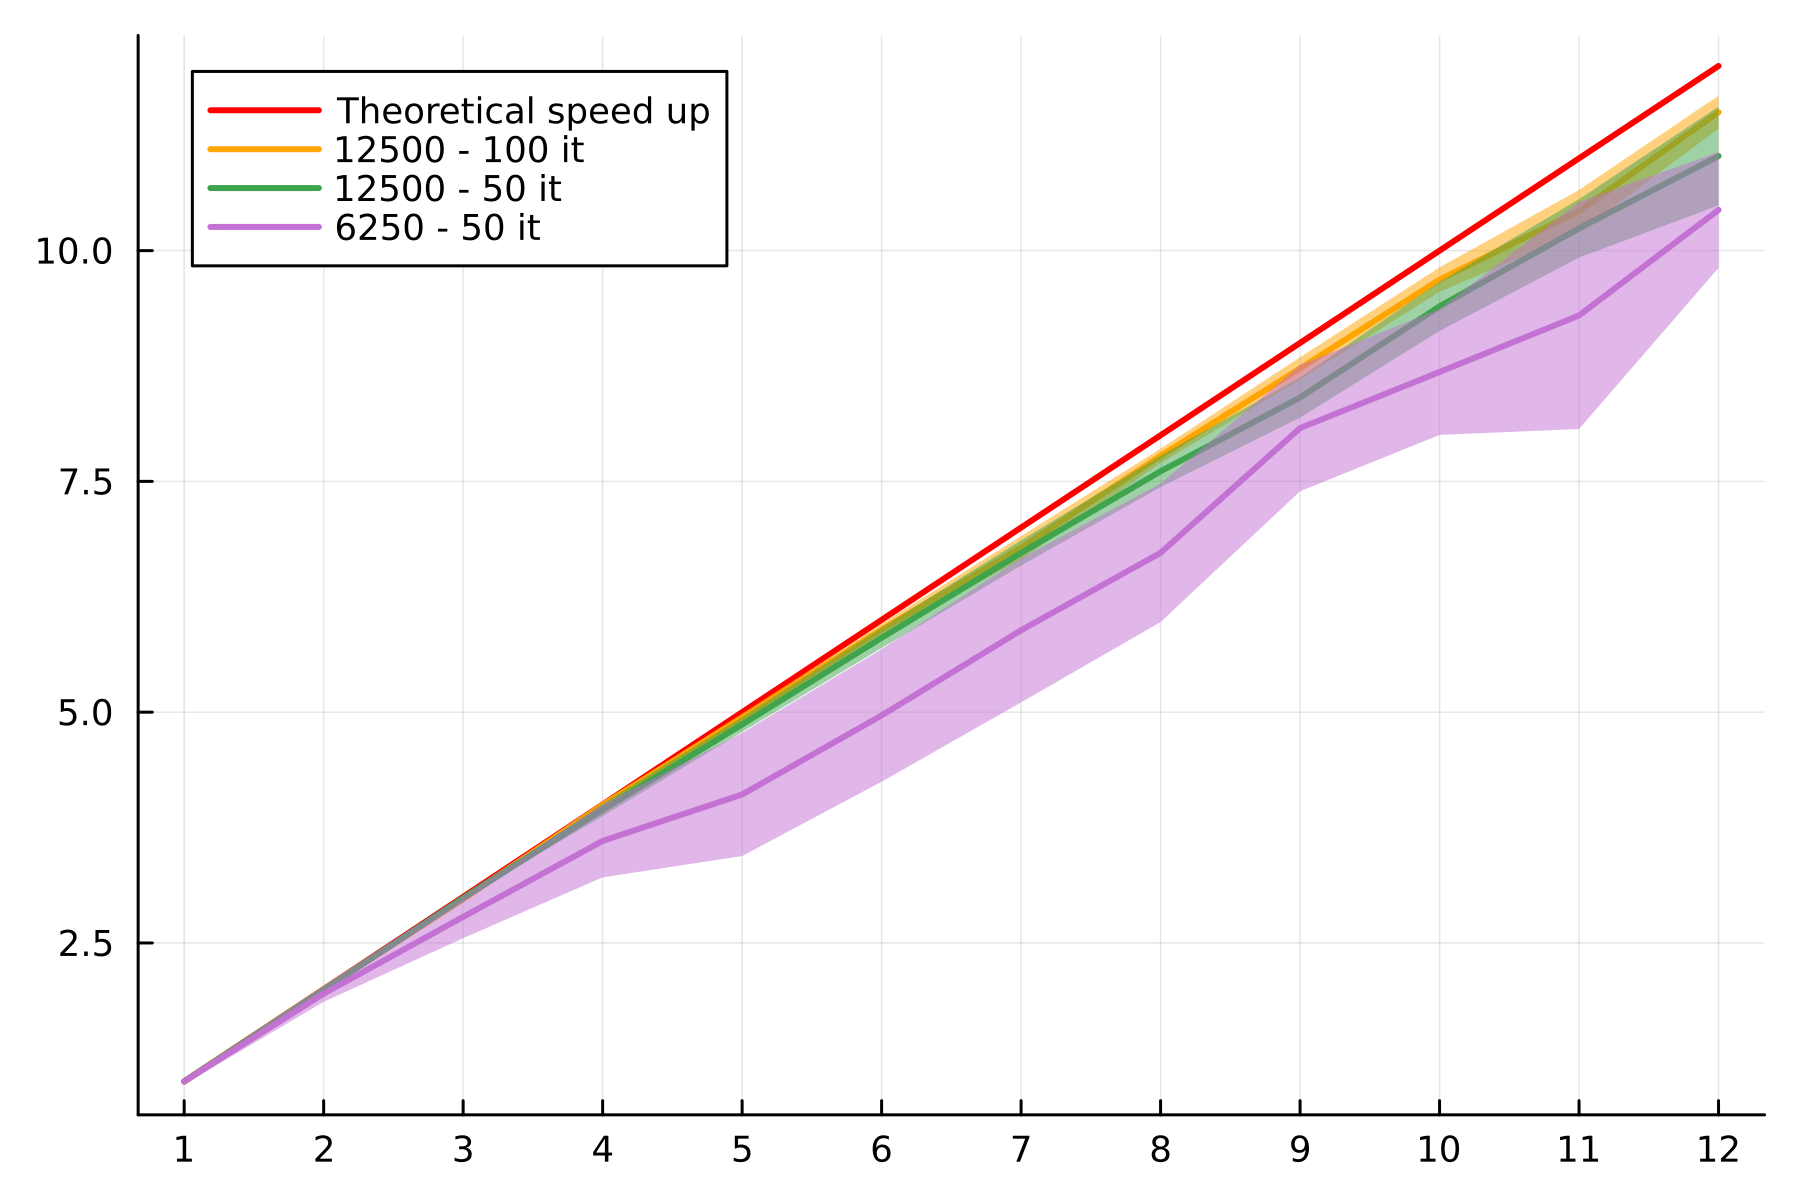 Theoretical speed up
12500 - 100 it
12500 - 50 it
6250 - 50 it
10.0
7.5
5.0
2.5
1 2 3 4 5 6 7 8 9 10 11 12